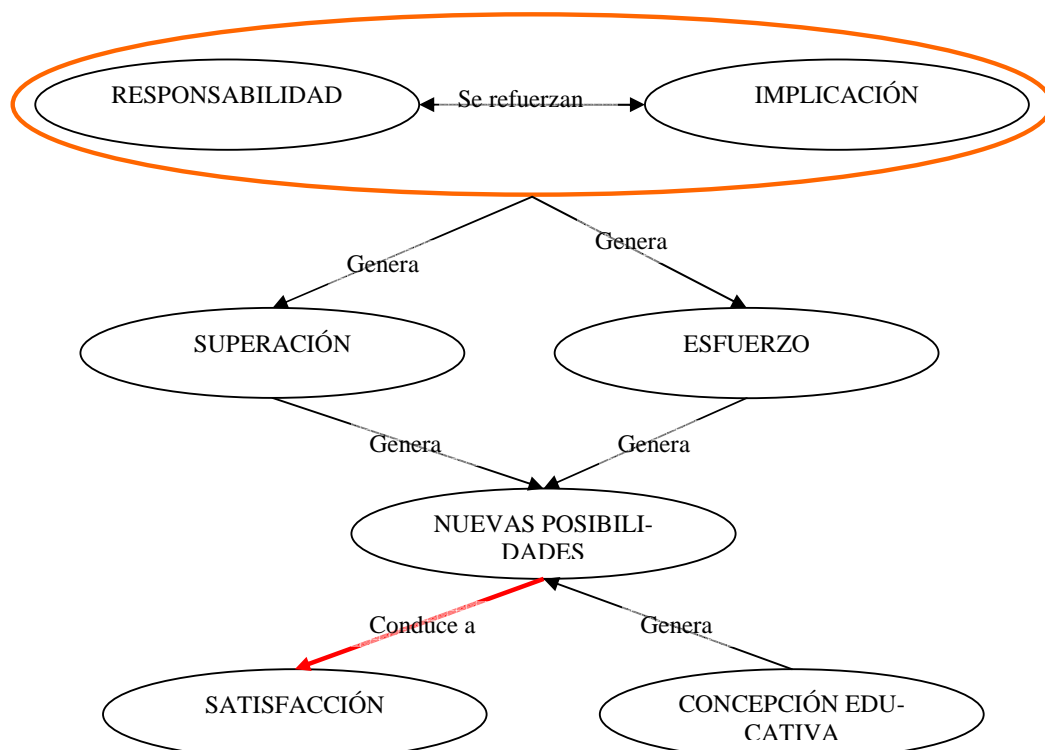 RESPONSABILIDAD
Se refuerzan
IMPLICACIÓN
Genera
Genera
SUPERACIÓN
ESFUERZO
Genera
Genera
NUEVAS POSIBILI-
DADES
Conduce a
Genera
SATISFACCIÓN
CONCEPCIÓN EDU-
CATIVA